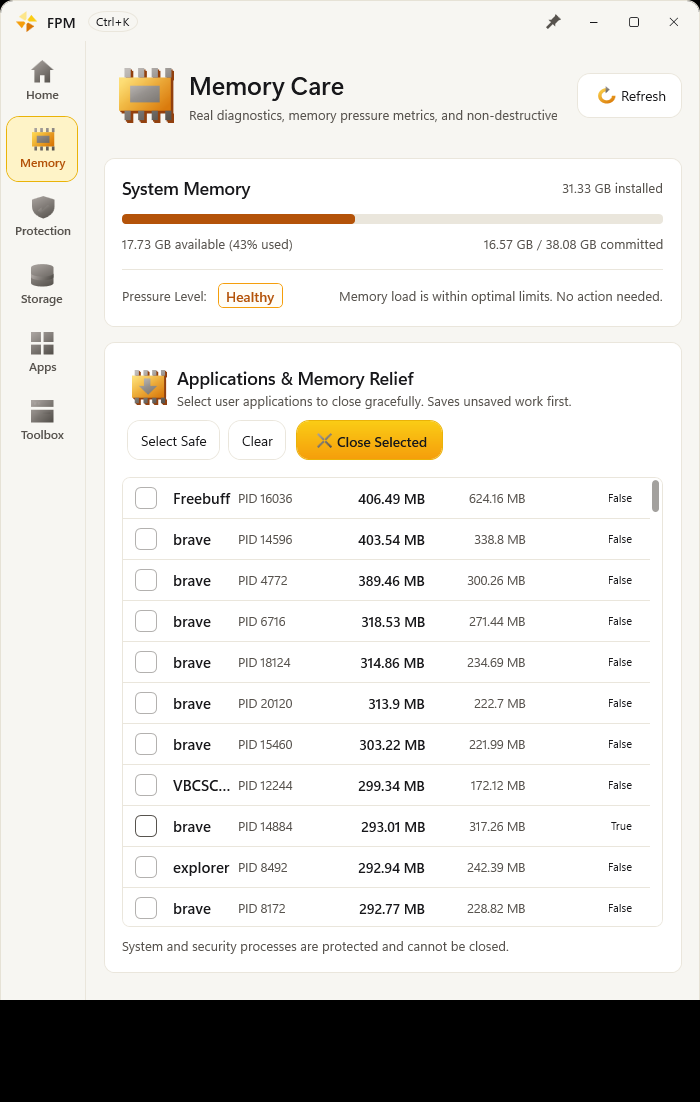 FPM Ctrl+K
Home
Memory
Protection
Storage
Apps
Toolbox
Memory Care
Real diagnostics, memory pressure metrics, and non-destructive
Refresh
System Memory 31.33 GB installed
17.73 GB available (43% used) 16.57 GB / 38.08 GB committed
Pressure Level: Healthy Memory load is within optimal limits. No action needed.
Applications & Memory Relief
Select user applications to close gracefully. Saves unsaved work first.
Select Safe Clear Close Selected
Freebuff PID 16036 406.49 MB 624.16 MB False
brave PID 14596 403.54 MB 338.8 MB False
brave PID 4772 389.46 MB 300.26 MB False
brave PID 6716 318.53 MB 271.44 MB False
brave PID 18124 314.86 MB 234.69 MB False
brave PID 20120 313.9 MB 222.7 MB False
brave PID 15460 303.22 MB 221.99 MB False
VBCSC... PID 12244 299.34 MB 172.12 MB False
brave PID 14884 293.01 MB 317.26 MB True
explorer PID 8492 292.94 MB 242.39 MB False
brave PID 8172 292.77 MB 228.82 MB False
System and security processes are protected and cannot be closed.